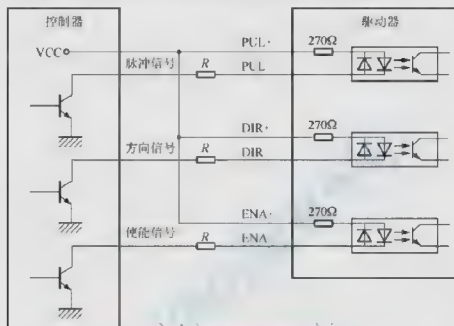 控制器
驱动器
VCC
PUL+
270Ω
脉冲信号
R
PUL
DIR+
270Ω
方向信号
R
DIR
ENA+
270Ω
使能信号
R
ENA